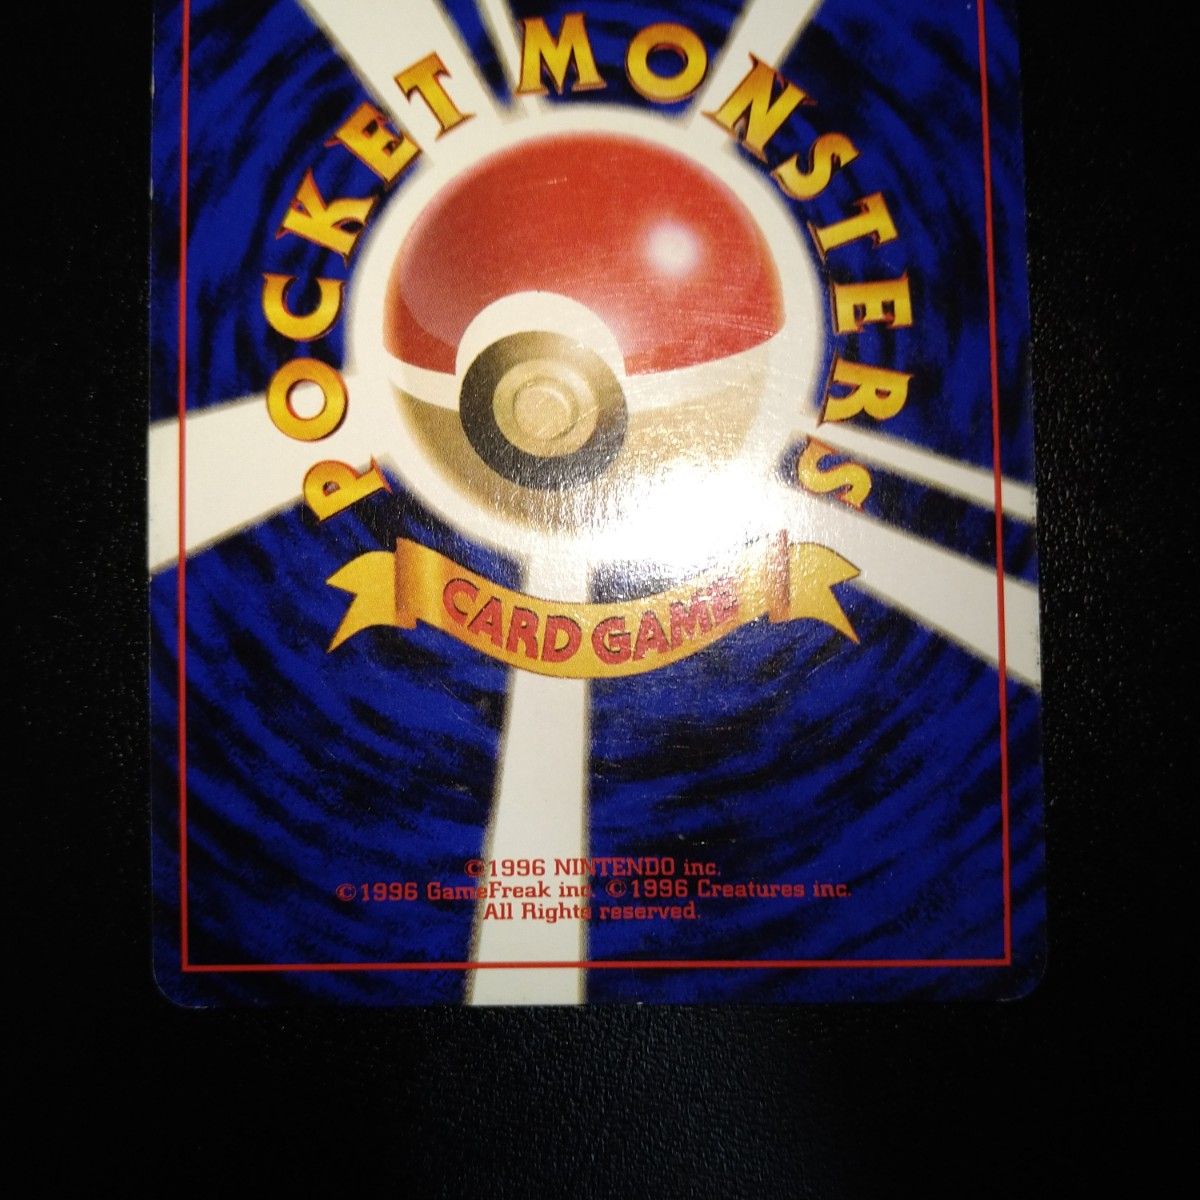 POCKET MONSTERS
CARD GAME
©1996 NINTENDO inc.
©1996 GameFreak inc. ©1996 Creatures inc.
All Rights reserved.